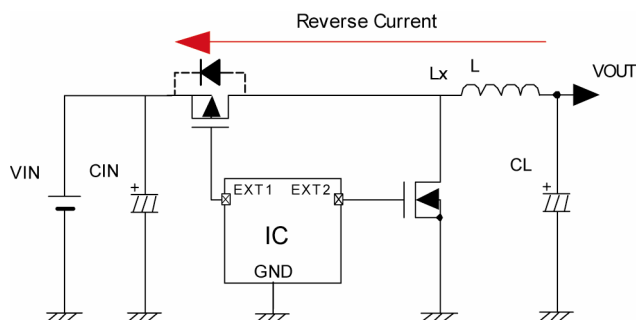 Reverse Current
Lx
L
VOUT
VIN
CIN
+
EXT1
EXT2
CL
+
IC
GND